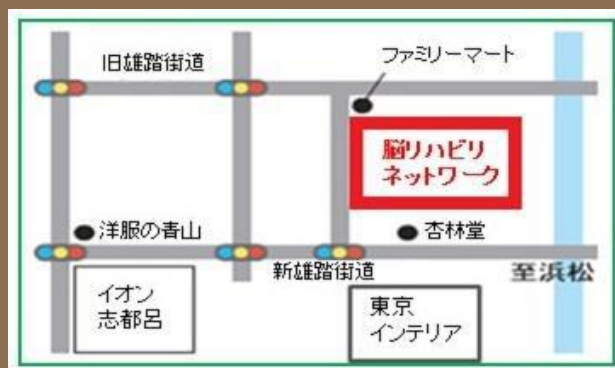 ファミリーマート
旧雄踏街道
脳リハビリ
ネットワーク
洋服の青山
杏林堂
新雄踏街道
至浜松
イオン
志都呂
東京
インテリア